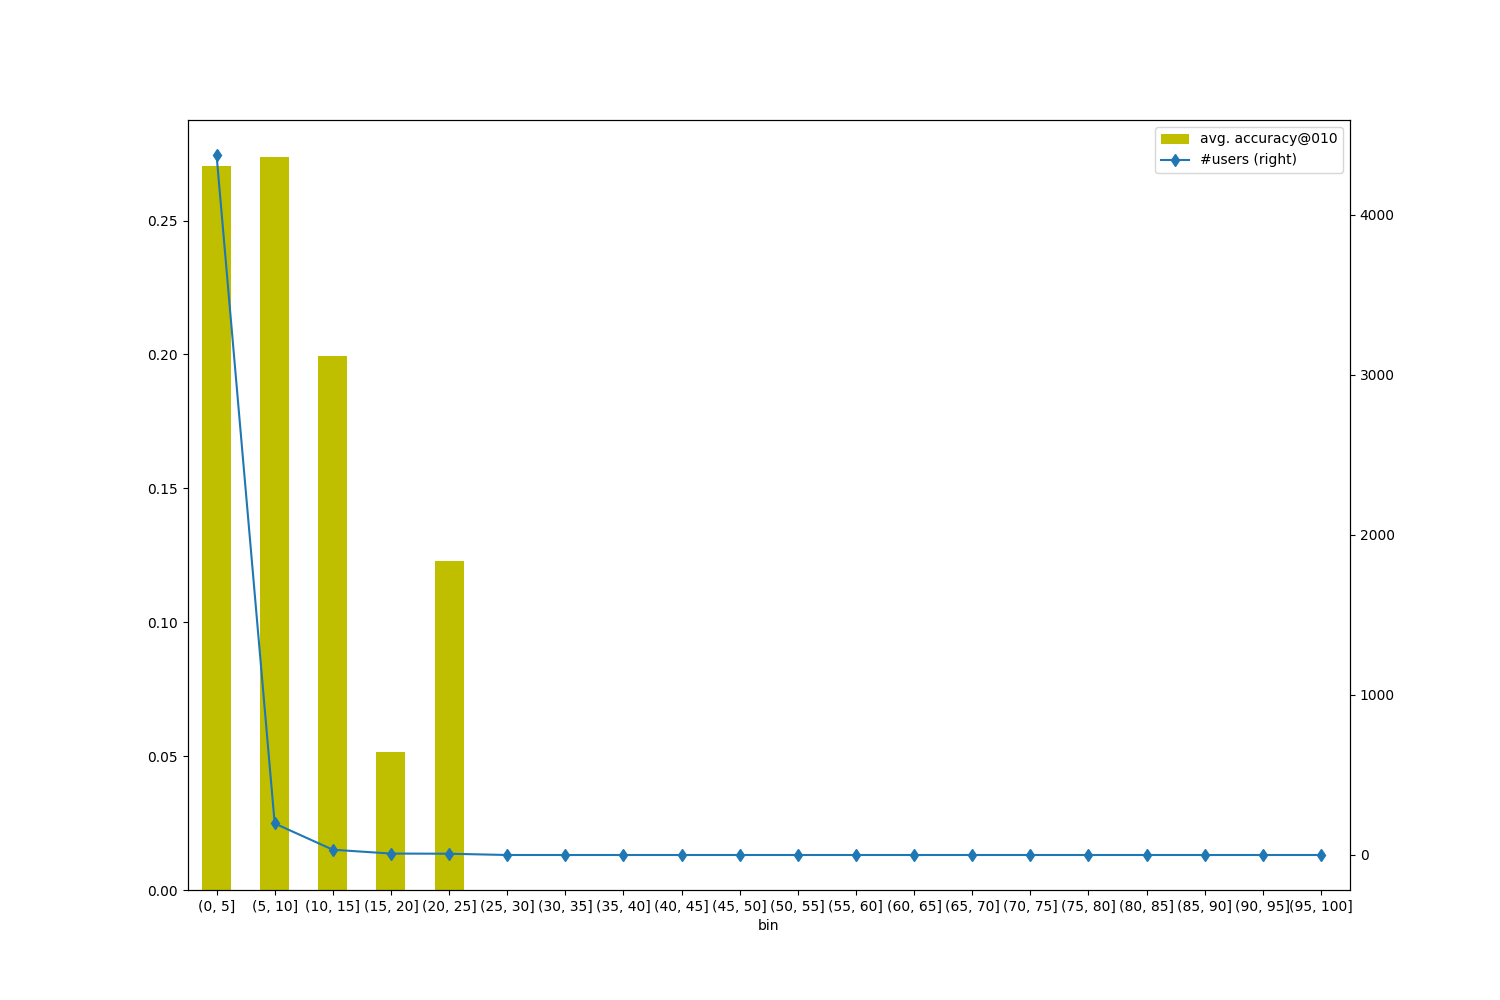 avg. accuracy@010
#users (right)
0.25
0.20
0.15
0.10
0.05
0.00
4000
3000
2000
1000
0
(0, 5] (5, 10] (10, 15] (15, 20] (20, 25] (25, 30] (30, 35] (35, 40] (40, 45] (45, 50] (50, 55] (55, 60] (60, 65] (65, 70] (70, 75] (75, 80] (80, 85] (85, 90] (90, 95] (95, 100]
bin